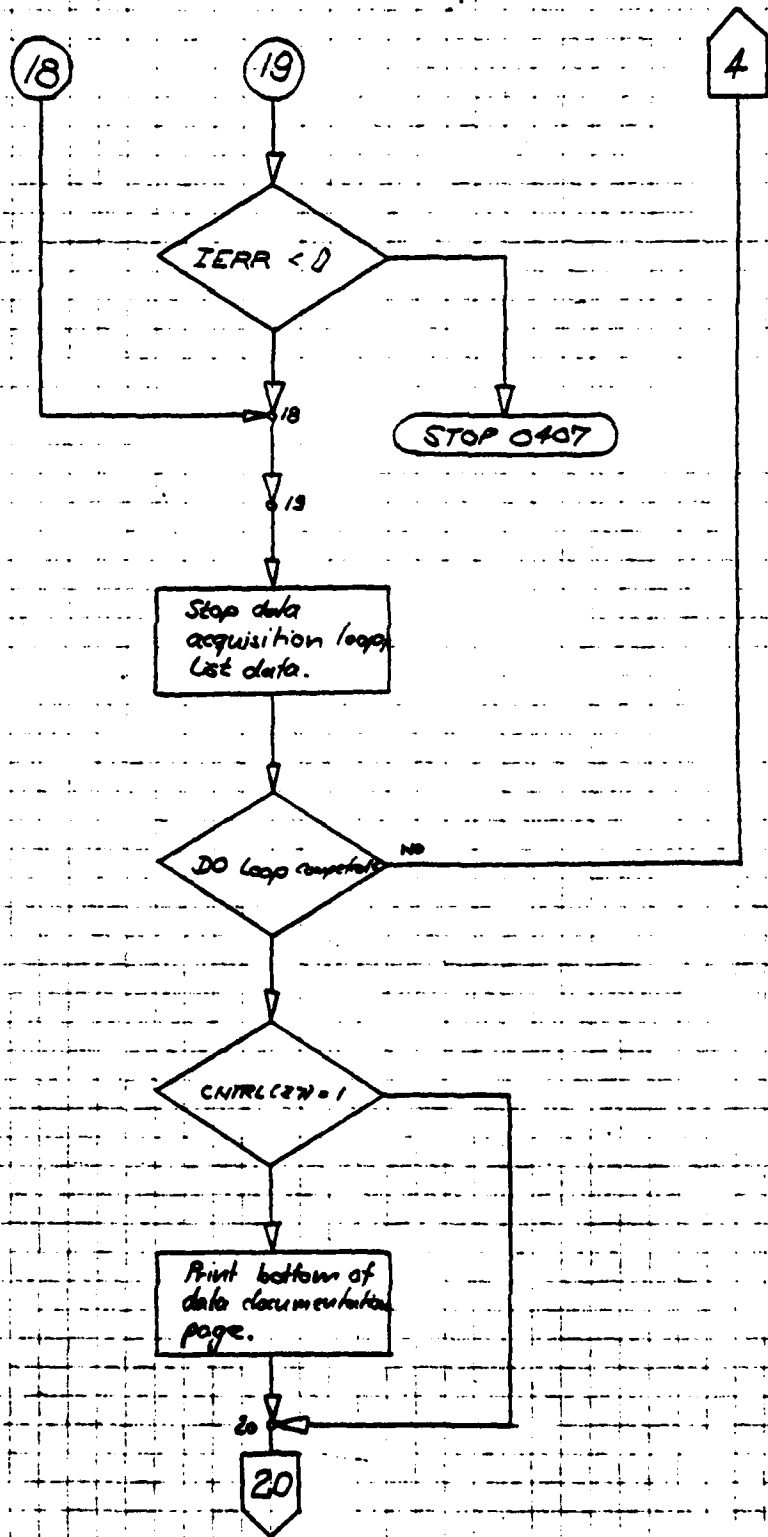 18
19
4
IERR < 0
18
STOP 0407
19
Stop data
acquisition loop,
List data.
DO Loop
NO
CNTRL(27) = 1
Print bottom of
data documentation
page.
20
20